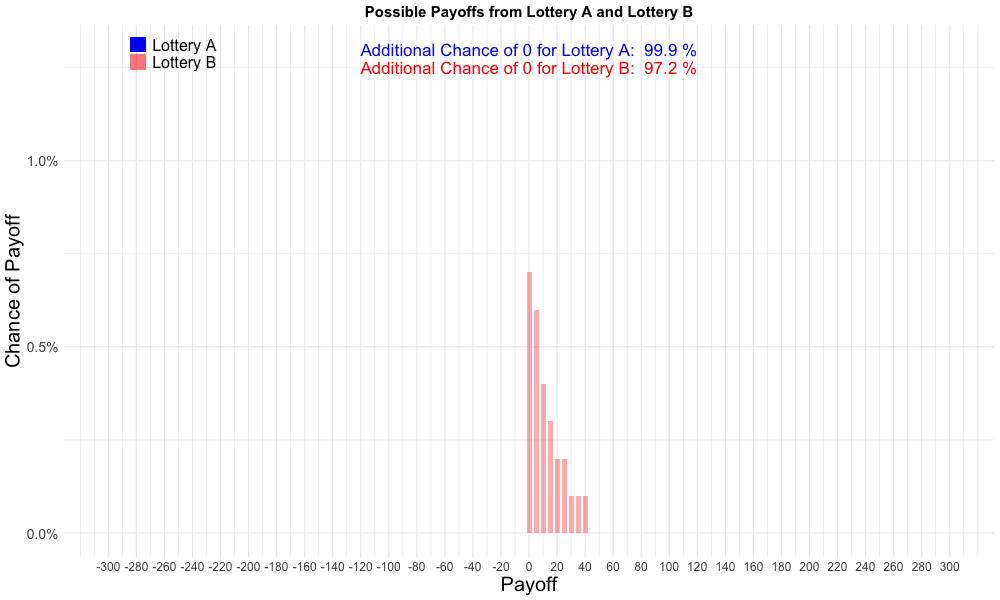 Possible Payoffs from Lottery A and Lottery B
Lottery A
Lottery B
Additional Chance of 0 for Lottery A: 99.9 %
Additional Chance of 0 for Lottery B: 97.2 %
Chance of Payoff
1.0%
0.5%
0.0%
-300 -280 -260 -240 -220 -200 -180 -160 -140 -120 -100 -80 -60 -40 -20 0 20 40 60 80 100 120 140 160 180 200 220 240 260 280 300
Payoff